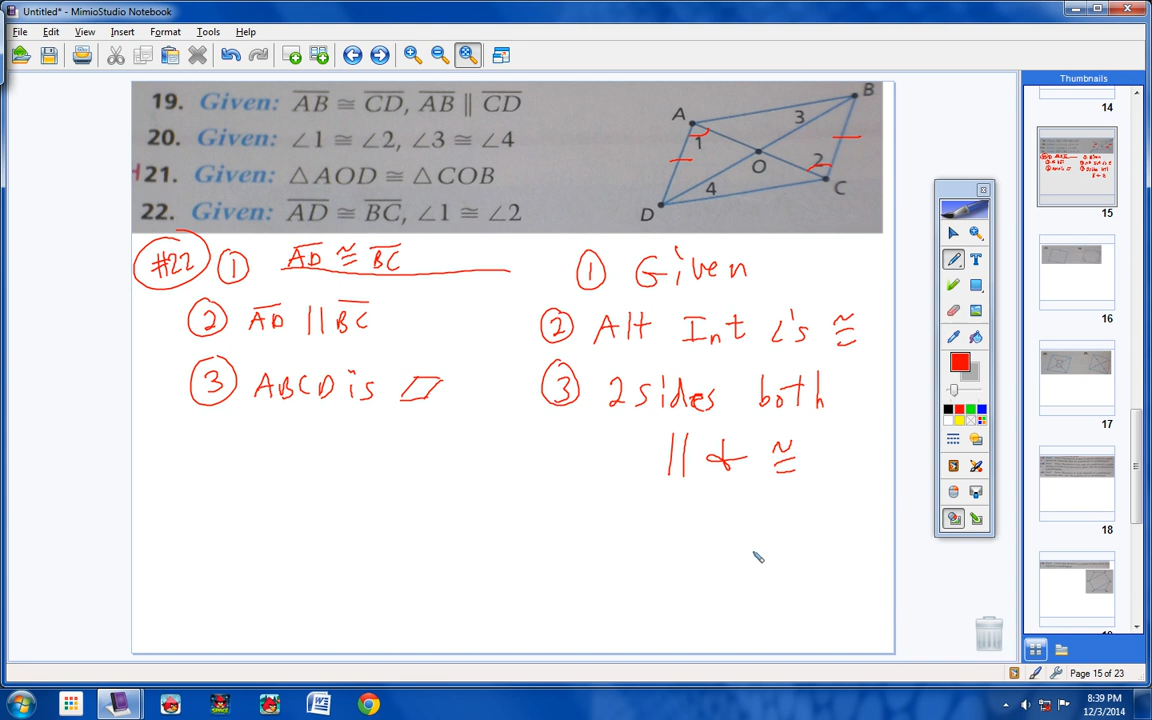 Untitled* - MimioStudio Notebook
File Edit View Insert Format Tools Help
Thumbnails
14
19. Given: AB ≅ CD, AB ∥ CD
20. Given: ∠1 ≅ ∠2, ∠3 ≅ ∠4
21. Given: △AOD ≅ △COB
22. Given: AD ≅ BC, ∠1 ≅ ∠2
A
B
3
1
2
O
4
C
D
#22 ① AD ≅ BC
① Given
② AD || BC
② Alt Int ∠'s ≅
③ ABCD is ▱
③ 2 sides both
|| & ≅
T
15
16
17
18
Page 15 of 23
8:39 PM
12/3/2014